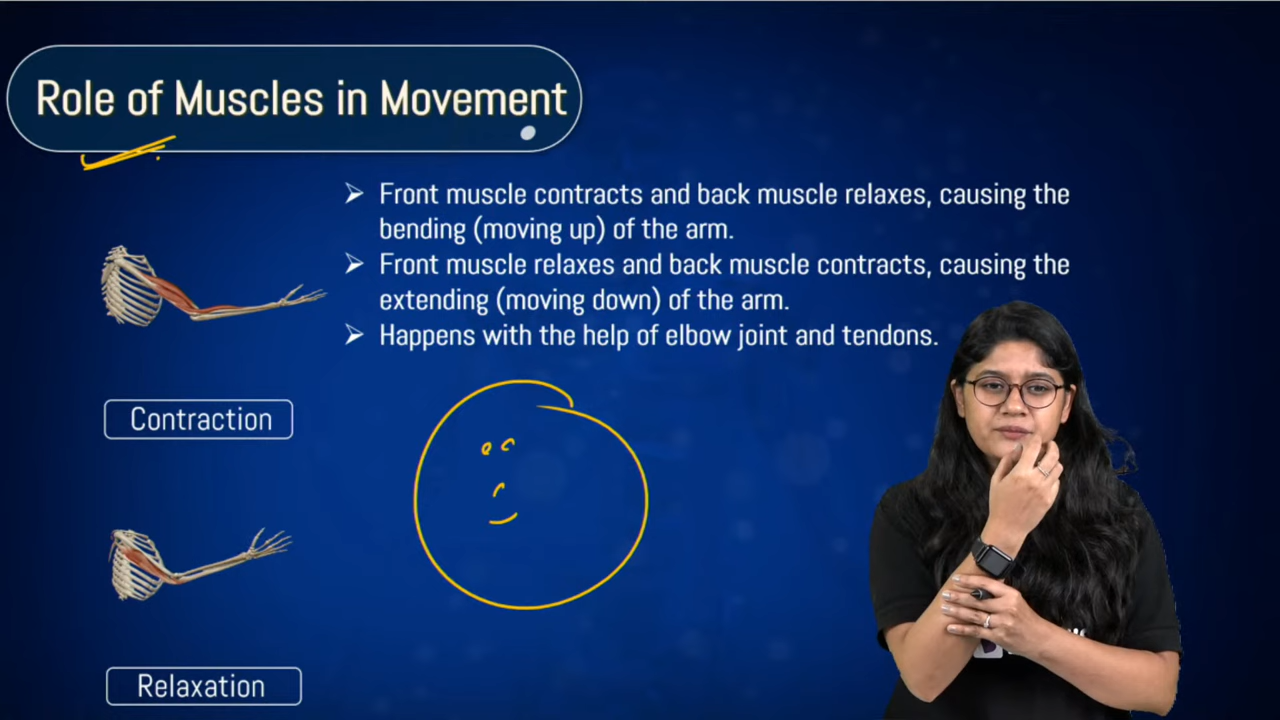 Role of Muscles in Movement
➢ Front muscle contracts and back muscle relaxes, causing the
bending (moving up) of the arm.
➢ Front muscle relaxes and back muscle contracts, causing the
extending (moving down) of the arm.
➢ Happens with the help of elbow joint and tendons.
Contraction
Relaxation